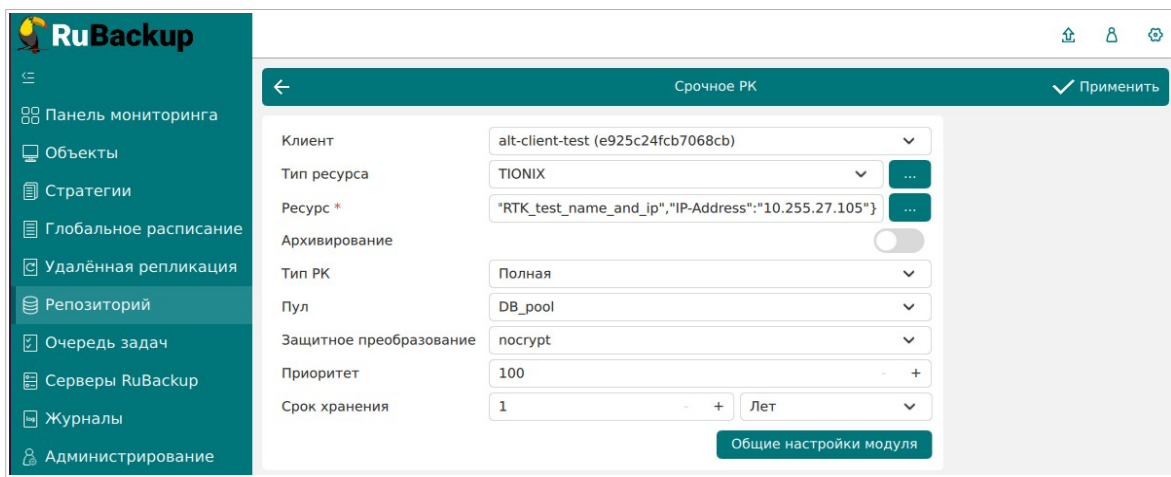 RuBackup
Срочное РК
Применить
Панель мониторинга
Объекты
Стратегии
Глобальное расписание
Удалённая репликация
Репозиторий
Очередь задач
Серверы RuBackup
Журналы
Администрирование
Клиент alt-client-test (e925c24fcb7068cb)
Тип ресурса TIONIX ...
Ресурс * "RTK_test_name_and_ip","IP-Address":"10.255.27.105"} ...
Архивирование
Тип РК Полная
Пул DB_pool
Защитное преобразование nocrypt
Приоритет 100 - +
Срок хранения 1 - + Лет
Общие настройки модуля